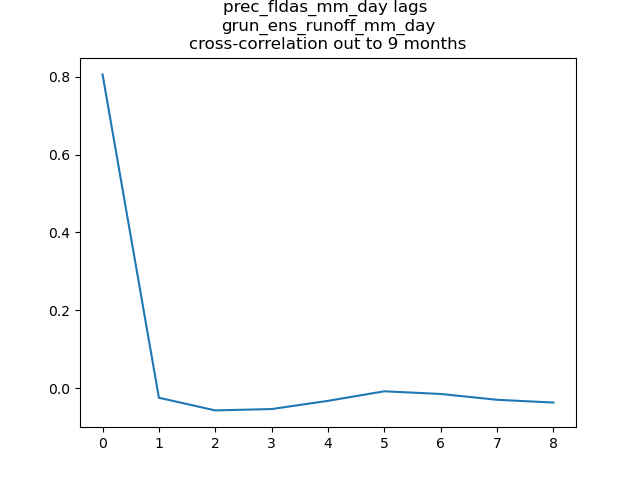 prec_fldas_mm_day lags
grun_ens_runoff_mm_day
cross-correlation out to 9 months
0.8
0.6
0.4
0.2
0.0
0 1 2 3 4 5 6 7 8